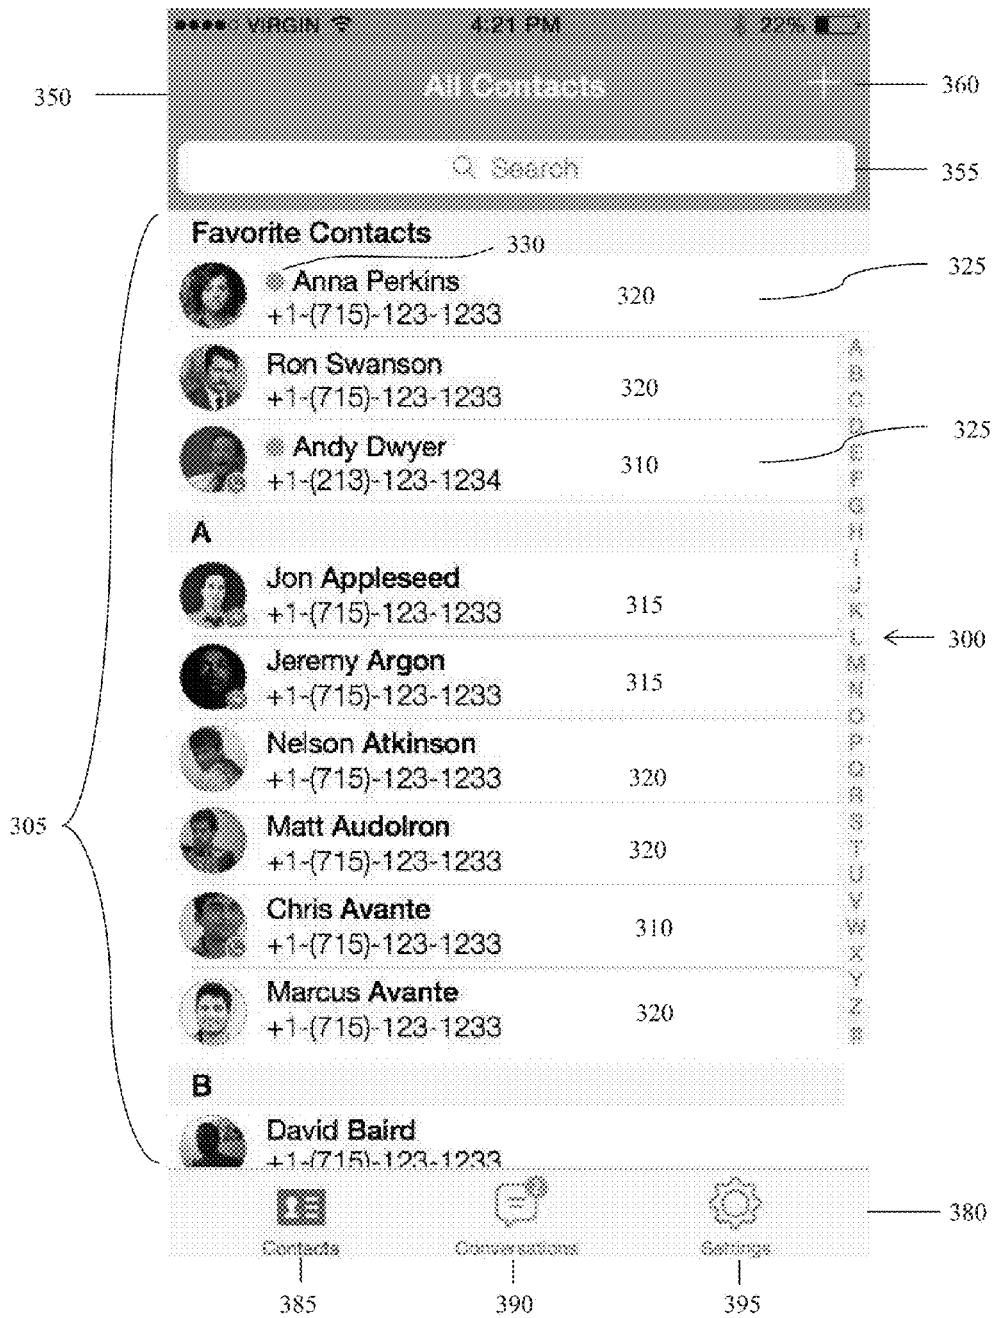 VIRGIN 4:21 PM 22%
350 All Contacts + 360
Search 355
Favorite Contacts
330
Anna Perkins 320 325
+1-(715)-123-1233
Ron Swanson 320
+1-(715)-123-1233
Andy Dwyer 310 325
+1-(213)-123-1234
A
Jon Appleseed 315
+1-(715)-123-1233
Jeremy Argon 315
+1-(715)-123-1233
Nelson Atkinson
+1-(715)-123-1233 320
Matt Audolron 320
+1-(715)-123-1233
Chris Avante 310
+1-(715)-123-1233
Marcus Avante 320
+1-(715)-123-1233
B
David Baird
+1-(715)-123-1233
A
B
C
D
E
F
G
H
I
J
K
L
M
N
O
P
Q
R
S
T
U
V
W
X
Y
Z
#
300
305
Contacts Conversations Settings 380
385 390 395